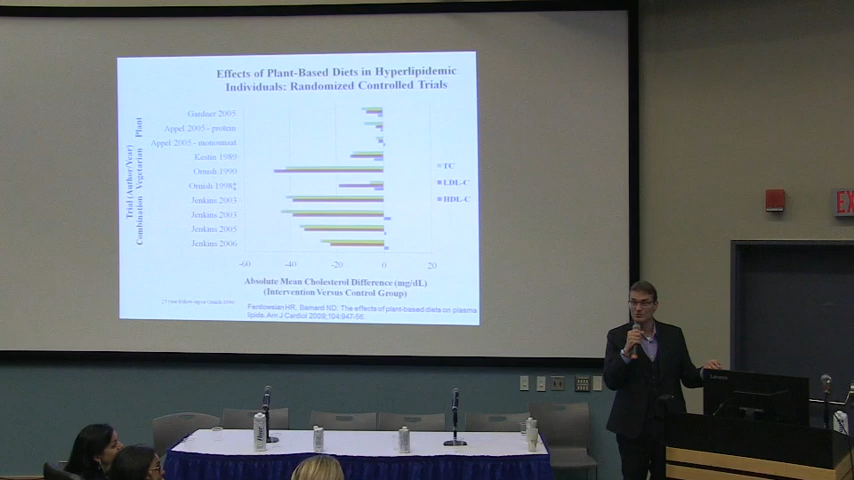 Effects of Plant-Based Diets in Hyperlipidemic
Individuals: Randomized Controlled Trials
Trial (Author/Year)
Combination Vegetarian Plant
Gardner 2005
Appel 2005 - protein
Appel 2005 - monounsat
Kestin 1989
Ornish 1990
Ornish 1998*
Jenkins 2003
Jenkins 2003
Jenkins 2005
Jenkins 2006
TC
LDL-C
HDL-C
-60 -40 -20 0 20
Absolute Mean Cholesterol Difference (mg/dL)
(Intervention Versus Control Group)
Ferdowsian HR, Barnard ND. The effects of plant-based diets on plasma
lipids. Am J Cardiol 2009;104:947-56.
EX
Lenovo